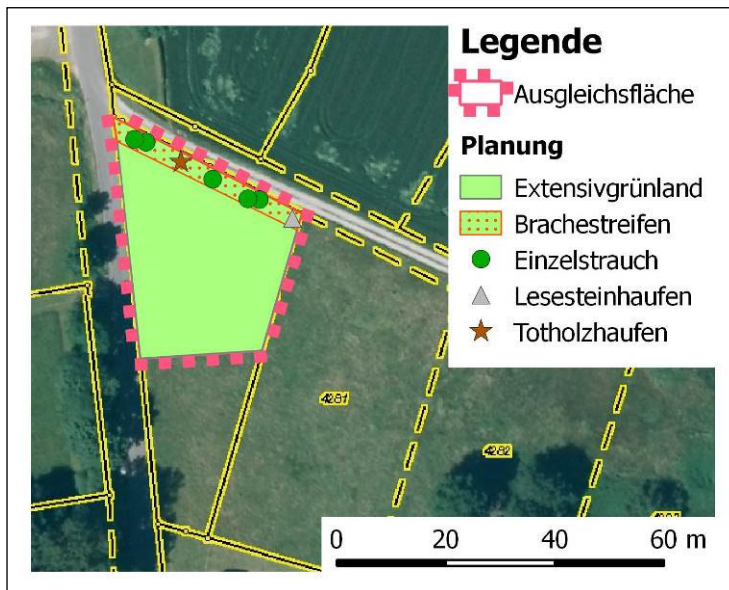 Legende
Ausgleichsfläche
Planung
Extensivgrünland
Brachestreifen
Einzelstrauch
Lesesteinhaufen
Totholzhaufen
4281
4282
0 20 40 60 m